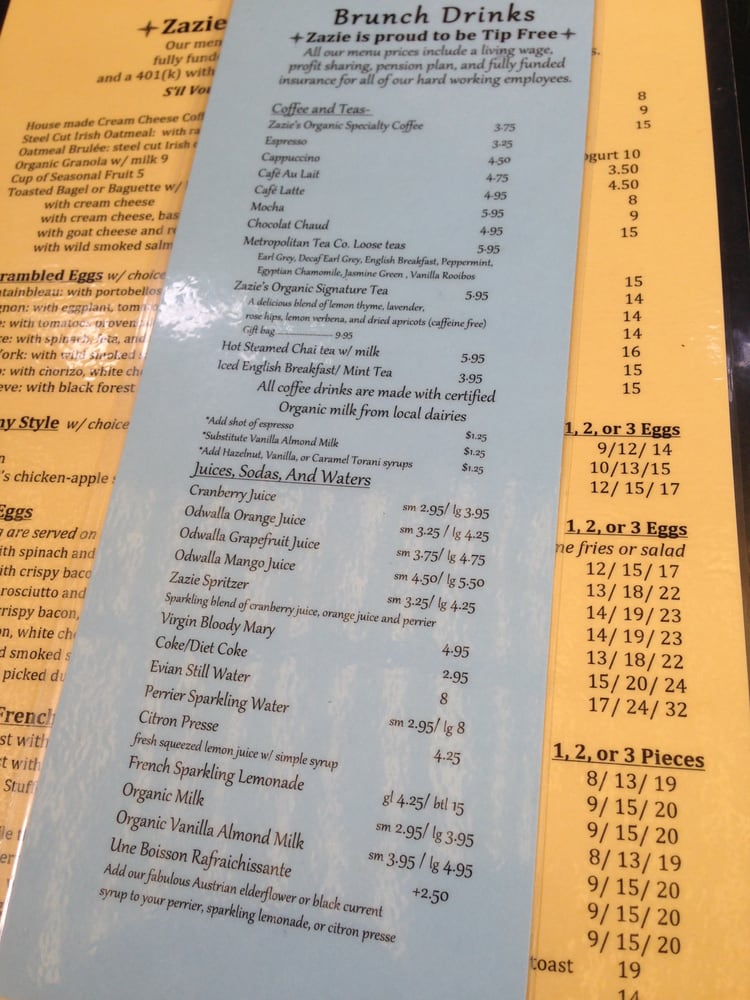 Brunch Drinks
Zazie is proud to be Tip Free
All our menu prices include a living wage,
profit sharing, pension plan, and fully funded
insurance for all of our hard working employees.
Coffee and Teas-
Zazie's Organic Specialty Coffee 3.75
Espresso 3.25
Cappuccino 4.50
Café Au Lait 4.75
Café Latte 4.95
Mocha 5.95
Chocolat Chaud 4.95
Metropolitan Tea Co. Loose teas 5.95
Earl Grey, Decaf Earl Grey, English Breakfast, Peppermint,
Egyptian Chamomile, Jasmine Green , Vanilla Rooibos
Zazie's Organic Signature Tea 5.95
A delicious blend of lemon thyme, lavender,
rose hips, lemon verbena, and dried apricots (caffeine free)
Gift bag 9.95
Hot Steamed Chai tea w/ milk 5.95
Iced English Breakfast/ Mint Tea 3.95
All coffee drinks are made with certified
Organic milk from local dairies
*Add shot of espresso $1.25
*Substitute Vanilla Almond Milk $1.25
*Add Hazelnut, Vanilla, or Caramel Torani syrups $1.25
Juices, Sodas, And Waters
Cranberry Juice sm 2.95/ lg 3.95
Odwalla Orange Juice sm 3.25 / lg 4.25
Odwalla Grapefruit Juice sm 3.75/ lg 4.75
Odwalla Mango Juice sm 4.50/ lg 5.50
Zazie Spritzer sm 3.25/ lg 4.25
Sparkling blend of cranberry juice, orange juice and perrier
Virgin Bloody Mary 4.95
Coke/Diet Coke 2.95
Evian Still Water 8
Perrier Sparkling Water sm 2.95/ lg 8
Citron Presse 4.25
fresh squeezed lemon juice w/ simple syrup
French Sparkling Lemonade gl 4.25/ btl 15
Organic Milk sm 2.95/ lg 3.95
Organic Vanilla Almond Milk sm 3.95 / lg 4.95
Une Boisson Rafraichissante +2.50
Add our fabulous Austrian elderflower or black current
syrup to your perrier, sparkling lemonade, or citron presse
Zazie
Our men
fully fund
and a 401(k) with
S'il Vou
House made Cream Cheese Coff
Steel Cut Irish Oatmeal: with ra
Oatmeal Brulée: steel cut Irish
Organic Granola w/ milk 9
Cup of Seasonal Fruit 5
Toasted Bagel or Baguette w/
with cream cheese
with cream cheese, bas
with goat cheese and r
with wild smoked salm
rambled Eggs w/ choice
tainbleau: with portobellos
gnon: with eggplant, tom
e: with tomatoes proven
ce: with spinach, feta, and
York: with wild smoked s
o: with chorizo, white ch
eve: with black forest
ny Style w/ choice
n
's chicken-apple s
Eggs
g are served on
ith spinach and
ith crispy baco
rosciutto and
crispy bacon,
on, white ch
d smoked s
picked du
French
st with
st with
Stuff
s.
8
9
15
ogurt 10
3.50
4.50
8
9
15
15
14
14
14
16
15
15
1, 2, or 3 Eggs
9/12/ 14
10/13/15
12/ 15/ 17
1, 2, or 3 Eggs
me fries or salad
12/ 15/ 17
13/ 18/ 22
14/ 19/ 23
14/ 19/ 23
13/ 18/ 22
15/ 20/ 24
17/ 24/ 32
1, 2, or 3 Pieces
8/ 13/ 19
9/ 15/ 20
9/ 15/ 20
8/ 13/ 19
9/ 15/ 20
9/ 15/ 20
9/ 15/ 20
toast 19
14